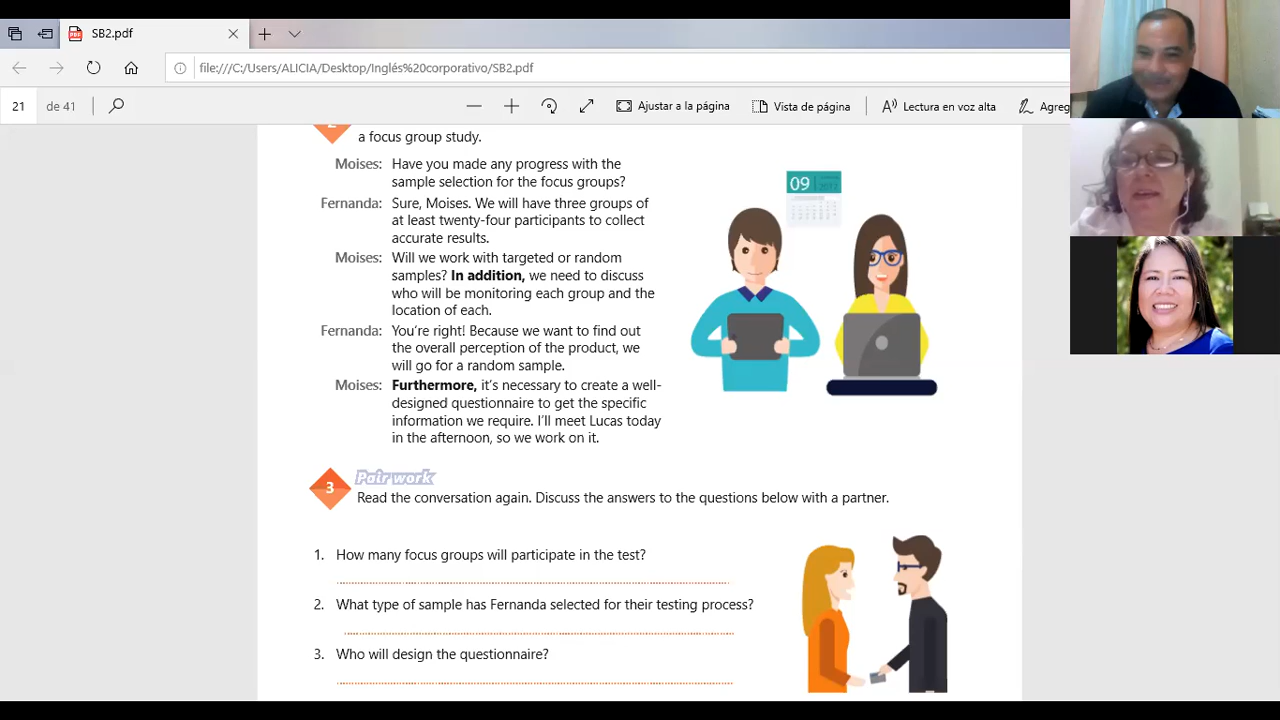 SB2.pdf
file:///C:/Users/ALICIA/Desktop/Inglés%20corporativo/SB2.pdf
21 de 41 Ajustar a la página Vista de página Lectura en voz alta Agreg
a focus group study.
Moises: Have you made any progress with the
sample selection for the focus groups?
Fernanda: Sure, Moises. We will have three groups of
at least twenty-four participants to collect
accurate results.
Moises: Will we work with targeted or random
samples? In addition, we need to discuss
who will be monitoring each group and the
location of each.
Fernanda: You're right! Because we want to find out
the overall perception of the product, we
will go for a random sample.
Moises: Furthermore, it's necessary to create a well-
designed questionnaire to get the specific
information we require. I'll meet Lucas today
in the afternoon, so we work on it.
09
3 Pair work
Read the conversation again. Discuss the answers to the questions below with a partner.
1. How many focus groups will participate in the test?
2. What type of sample has Fernanda selected for their testing process?
3. Who will design the questionnaire?